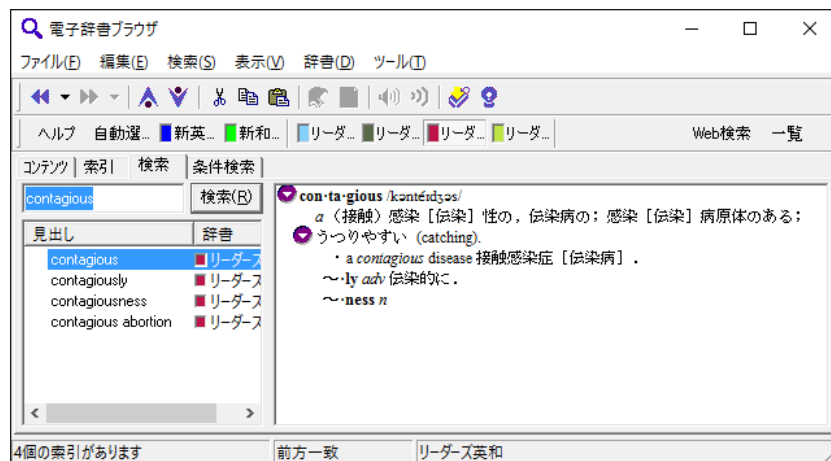 電子辞書ブラウザ
ファイル(F) 編集(E) 検索(S) 表示(V) 辞書(D) ツール(T)
ヘルプ 自動選... 新英... 新和... リーダ... リーダ... リーダ... リーダ... Web検索 一覧
コンテンツ 索引 検索 条件検索
contagious 検索(R)
見出し 辞書
contagious リーダーズ
contagiously リーダーズ
contagiousness リーダーズ
contagious abortion リーダーズ
con·ta·gious /kəntéɪdʒəs/
a（接触）感染［伝染］性の，伝染病の；感染［伝染］病原体のある；
うつりやすい (catching).
・a contagious disease 接触感染症［伝染病］.
～·ly adv 伝染的に.
～·ness n
4個の索引があります 前方一致 リーダーズ英和